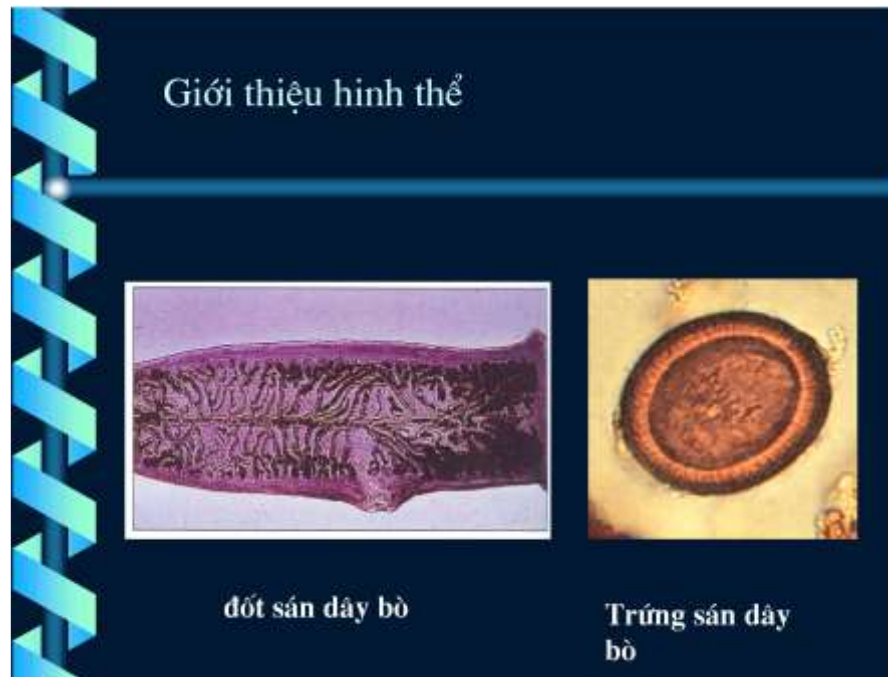 Giới thiệu hinh thể
đốt sán dây bò
Trứng sán dây
bò